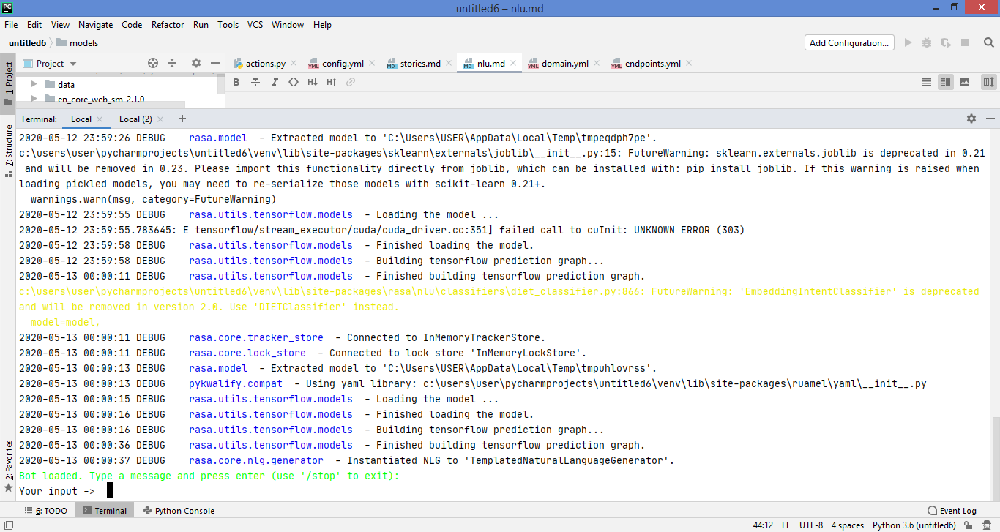 PC
untitled6 – nlu.md
File Edit View Navigate Code Refactor Run Tools VCS Window Help
untitled6 models
Add Configuration...
1: Project
Project
actions.py
config.yml
stories.md
nlu.md
domain.yml
endpoints.yml
data
en_core_web_sm-2.1.0
B I <> H↓ H↑
Terminal: Local Local (2) +
Z: Structure
2020-05-12 23:59:26 DEBUG    rasa.model  - Extracted model to 'C:\Users\USER\AppData\Local\Temp\tmpeqdph7pe'.
c:\users\user\pycharmprojects\untitled6\venv\lib\site-packages\sklearn\externals\joblib\__init__.py:15: FutureWarning: sklearn.externals.joblib is deprecated in 0.21
and will be removed in 0.23. Please import this functionality directly from joblib, which can be installed with: pip install joblib. If this warning is raised when
loading pickled models, you may need to re-serialize those models with scikit-learn 0.21+.
warnings.warn(msg, category=FutureWarning)
2020-05-12 23:59:55 DEBUG    rasa.utils.tensorflow.models  - Loading the model ...
2020-05-12 23:59:55.783645: E tensorflow/stream_executor/cuda/cuda_driver.cc:351] failed call to cuInit: UNKNOWN ERROR (303)
2020-05-12 23:59:58 DEBUG    rasa.utils.tensorflow.models  - Finished loading the model.
2020-05-12 23:59:58 DEBUG    rasa.utils.tensorflow.models  - Building tensorflow prediction graph...
2020-05-13 00:00:11 DEBUG    rasa.utils.tensorflow.models  - Finished building tensorflow prediction graph.
c:\users\user\pycharmprojects\untitled6\venv\lib\site-packages\rasa\nlu\classifiers\diet_classifier.py:866: FutureWarning: 'EmbeddingIntentClassifier' is deprecated
and will be removed in version 2.0. Use 'DIETClassifier' instead.
model=model,
2020-05-13 00:00:11 DEBUG    rasa.core.tracker_store  - Connected to InMemoryTrackerStore.
2020-05-13 00:00:11 DEBUG    rasa.core.lock_store  - Connected to lock store 'InMemoryLockStore'.
2020-05-13 00:00:13 DEBUG    rasa.model  - Extracted model to 'C:\Users\USER\AppData\Local\Temp\tmpuhlovrss'.
2020-05-13 00:00:13 DEBUG    pykwalify.compat  - Using yaml library: c:\users\user\pycharmprojects\untitled6\venv\lib\site-packages\ruamel\yaml\__init__.py
2020-05-13 00:00:15 DEBUG    rasa.utils.tensorflow.models  - Loading the model ...
2020-05-13 00:00:16 DEBUG    rasa.utils.tensorflow.models  - Finished loading the model.
2020-05-13 00:00:16 DEBUG    rasa.utils.tensorflow.models  - Building tensorflow prediction graph...
2020-05-13 00:00:36 DEBUG    rasa.utils.tensorflow.models  - Finished building tensorflow prediction graph.
2020-05-13 00:00:37 DEBUG    rasa.core.nlg.generator  - Instantiated NLG to 'TemplatedNaturalLanguageGenerator'.
Bot loaded. Type a message and press enter (use '/stop' to exit):
Your input ->
2: Favorites
6: TODO Terminal Python Console Event Log
44:12 LF UTF-8 4 spaces Python 3.6 (untitled6)